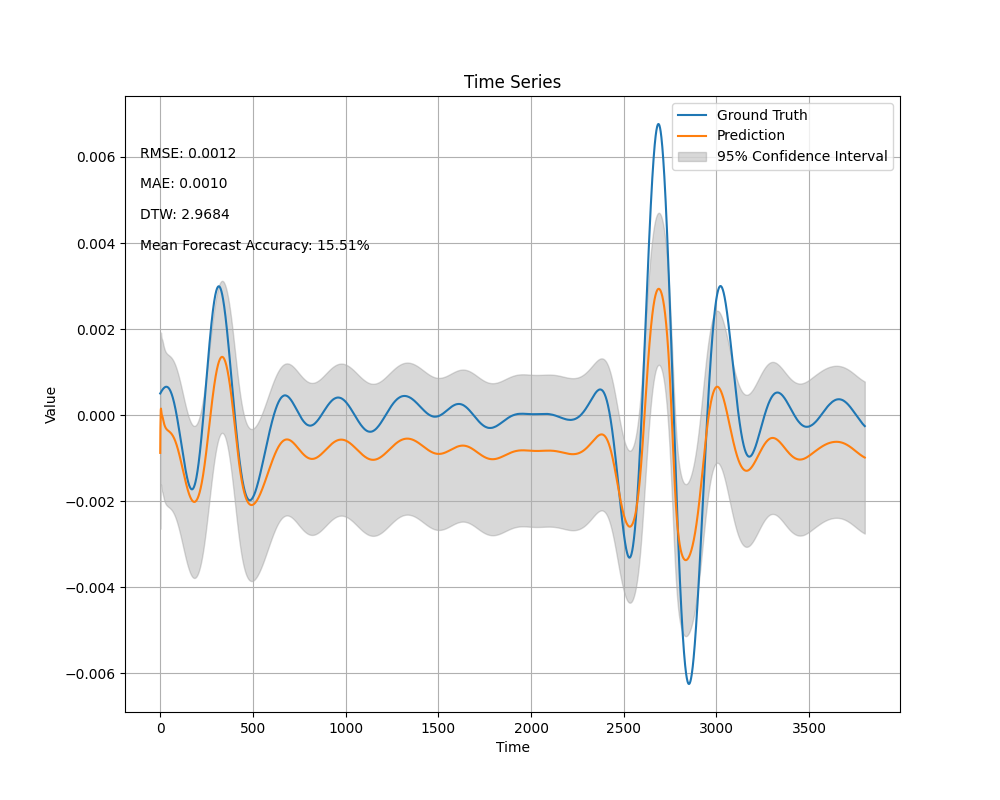 Time Series
Ground Truth
Prediction
95% Confidence Interval
RMSE: 0.0012
MAE: 0.0010
DTW: 2.9684
Mean Forecast Accuracy: 15.51%
Value
0.006
0.004
0.002
0.000
−0.002
−0.004
−0.006
0 500 1000 1500 2000 2500 3000 3500
Time